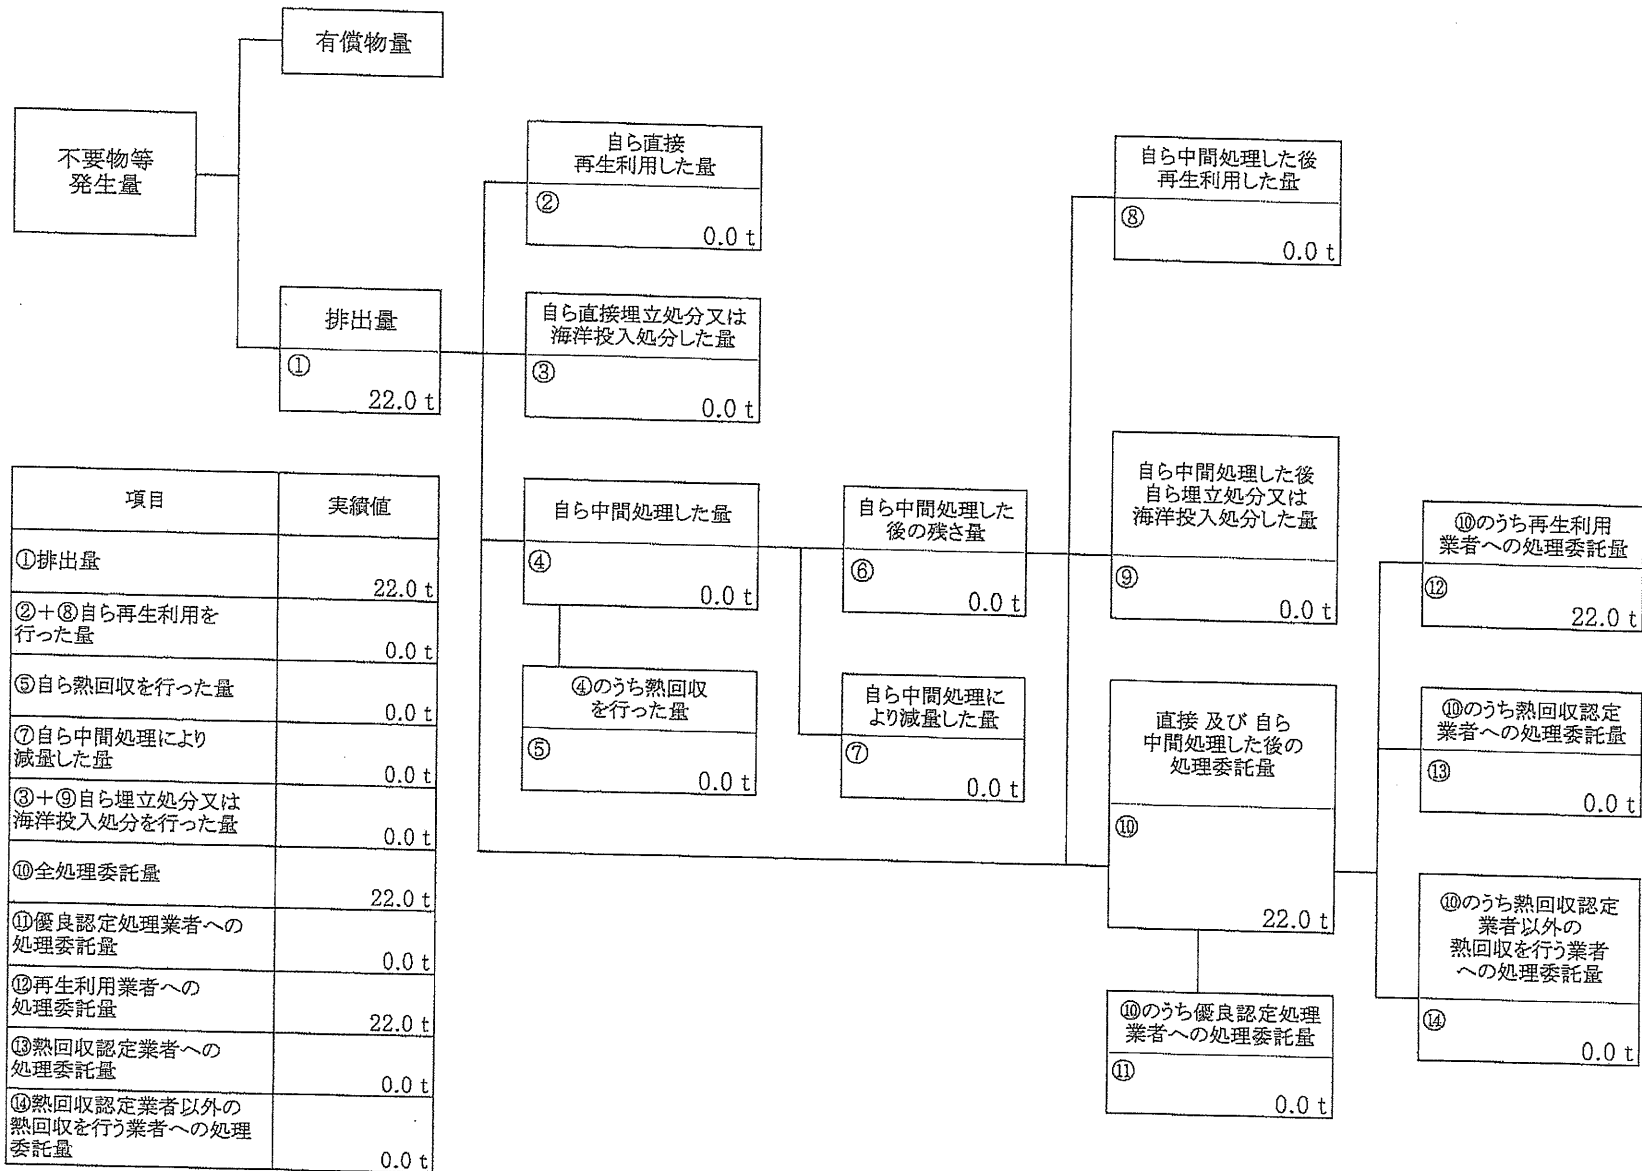 有償物量
不要物等
発生量
排出量
①
22.0 t
自ら直接
再生利用した量
②
0.0 t
自ら直接埋立処分又は
海洋投入処分した量
③
0.0 t
自ら中間処理した量
④
0.0 t
④のうち熱回収
を行った量
⑤
0.0 t
自ら中間処理した
後の残さ量
⑥
0.0 t
自ら中間処理に
より減量した量
⑦
0.0 t
自ら中間処理した後
再生利用した量
⑧
0.0 t
自ら中間処理した後
自ら埋立処分又は
海洋投入処分した量
⑨
0.0 t
直接 及び 自ら
中間処理した後の
処理委託量
⑩
22.0 t
⑩のうち優良認定処理
業者への処理委託量
⑪
0.0 t
⑩のうち再生利用
業者への処理委託量
⑫
22.0 t
⑩のうち熱回収認定
業者への処理委託量
⑬
0.0 t
⑩のうち熱回収認定
業者以外の
熱回収を行う業者
への処理委託量
⑭
0.0 t
項目 実績値
①排出量
22.0 t
②+⑧自ら再生利用を
行った量
0.0 t
⑤自ら熱回収を行った量
0.0 t
⑦自ら中間処理により
減量した量
0.0 t
③+⑨自ら埋立処分又は
海洋投入処分を行った量
0.0 t
⑩全処理委託量
22.0 t
⑪優良認定処理業者への
処理委託量
0.0 t
⑫再生利用業者への
処理委託量
22.0 t
⑬熱回収認定業者への
処理委託量
0.0 t
⑭熱回収認定業者以外の
熱回収を行う業者への処理
委託量
0.0 t